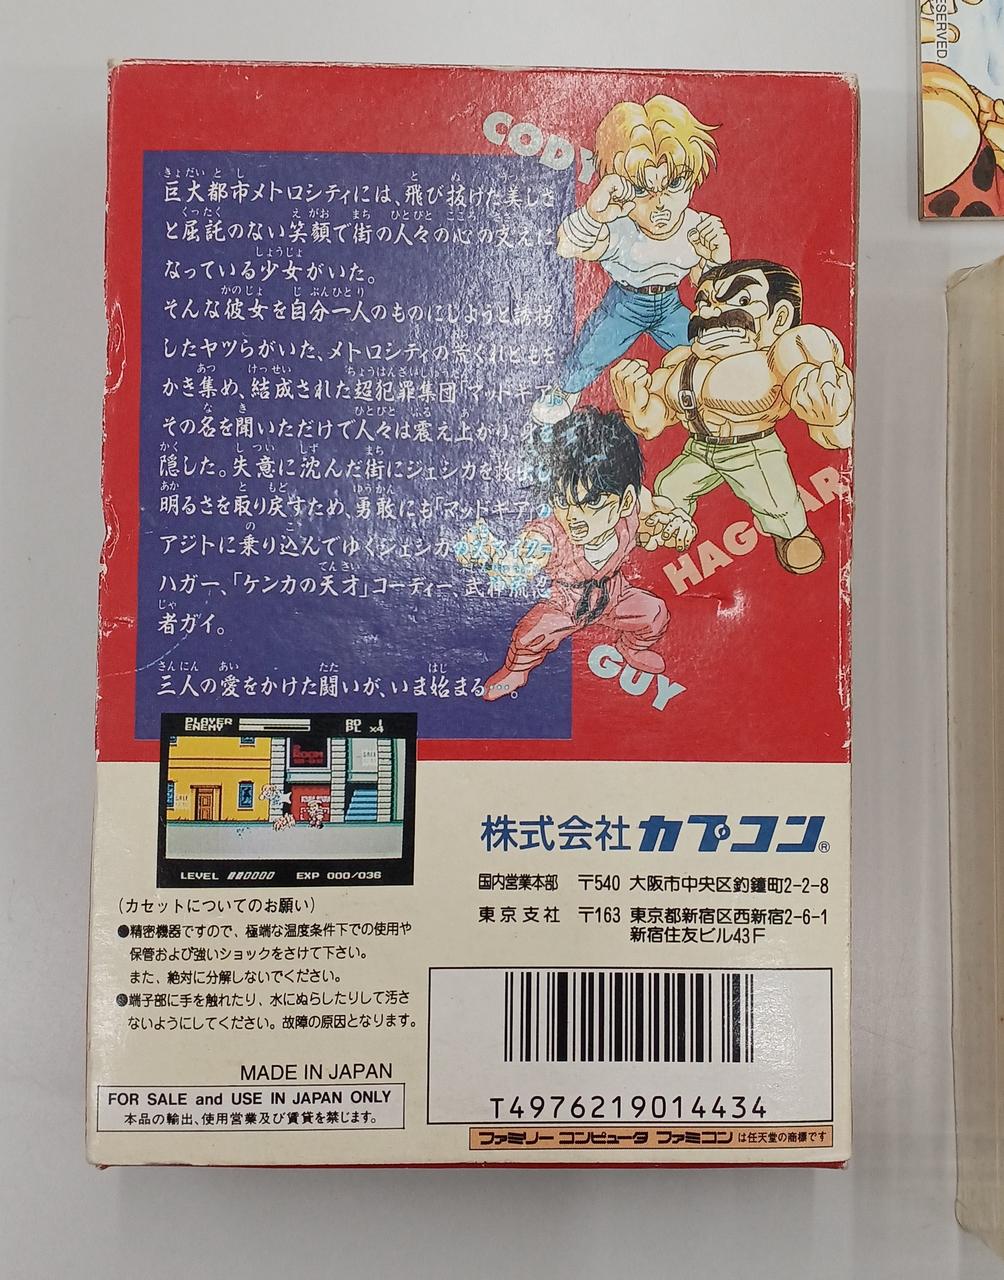 ESERVED.
CODY
巨大都市メトロシティには、飛び抜けた美しさ
と屈託のない笑顔で街の人々の心の支えに
なっている少女がいた。
そんな彼女を自分一人のものにしようと誘拐
したヤツらがいた、メトロシティの荒くれどもを
かき集め、結成された超犯罪集団「マッドギア」
その名を聞いただけで人々は震え上がり、身を
隠した。失意に沈んだ街にジェシカを救出し
明るさを取り戻すため、勇敢にも「マッドギア」の
アジトに乗り込んでゆくジェシカの
ハガー、「ケンカの天才」コーディー、武神流忍
者ガイ。
三人の愛をかけた闘いが、いま始まる…。
HAGGAR
GUY
PLAYER
ENEMY
BD 1
PL x4
ROOM
LEVEL
EXP 000/036
株式会社カプコン®
国内営業本部 〒540 大阪市中央区釣鐘町2-2-8
東京支社 〒163 東京都新宿区西新宿2-6-1
新宿住友ビル43F
(カセットについてのお願い)
●精密機器ですので、極端な温度条件下での使用や
保管および強いショックをさけて下さい。
また、絶対に分解しないでください。
●端子部に手を触れたり、水にぬらしたりして汚さ
ないようにしてください。故障の原因となります。
MADE IN JAPAN
FOR SALE and USE IN JAPAN ONLY
本品の輸出、使用営業及び賃貸を禁じます。
T4976219014434
ファミリーコンピュータ ファミコンは任天堂の商標です